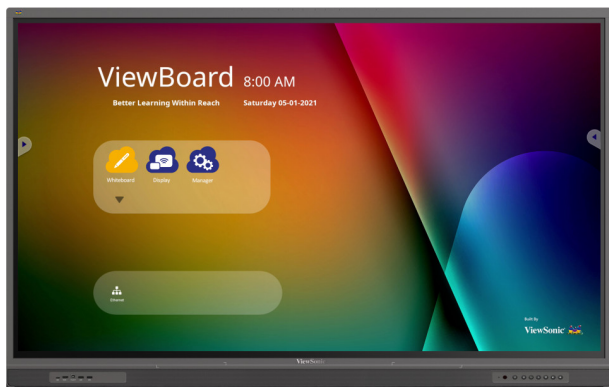 ViewBoard 8:00 AM
Better Learning Within Reach Saturday 05-01-2021
Whiteboard Display Manager
Ethernet
Built By
ViewSonic
ViewSonic